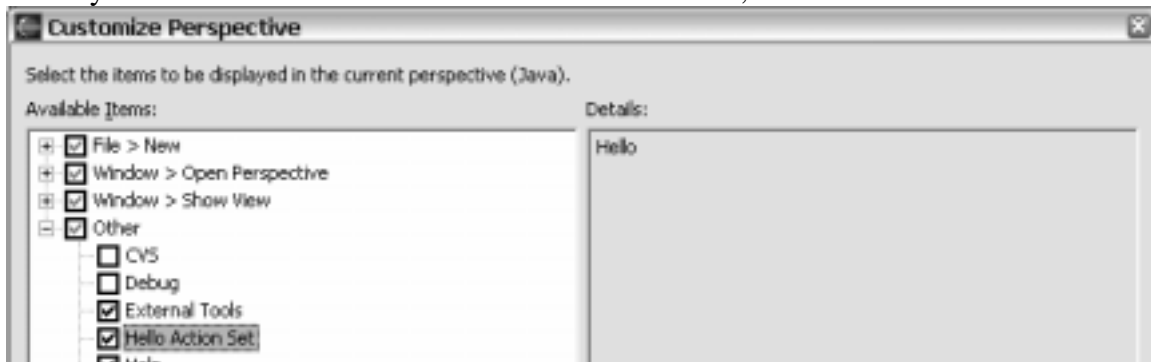 Customize Perspective
Select the items to be displayed in the current perspective (Java).
Available Items:
Details:
File > New
Hello
Window > Open Perspective
Window > Show View
Other
CVS
Debug
External Tools
Hello Action Set